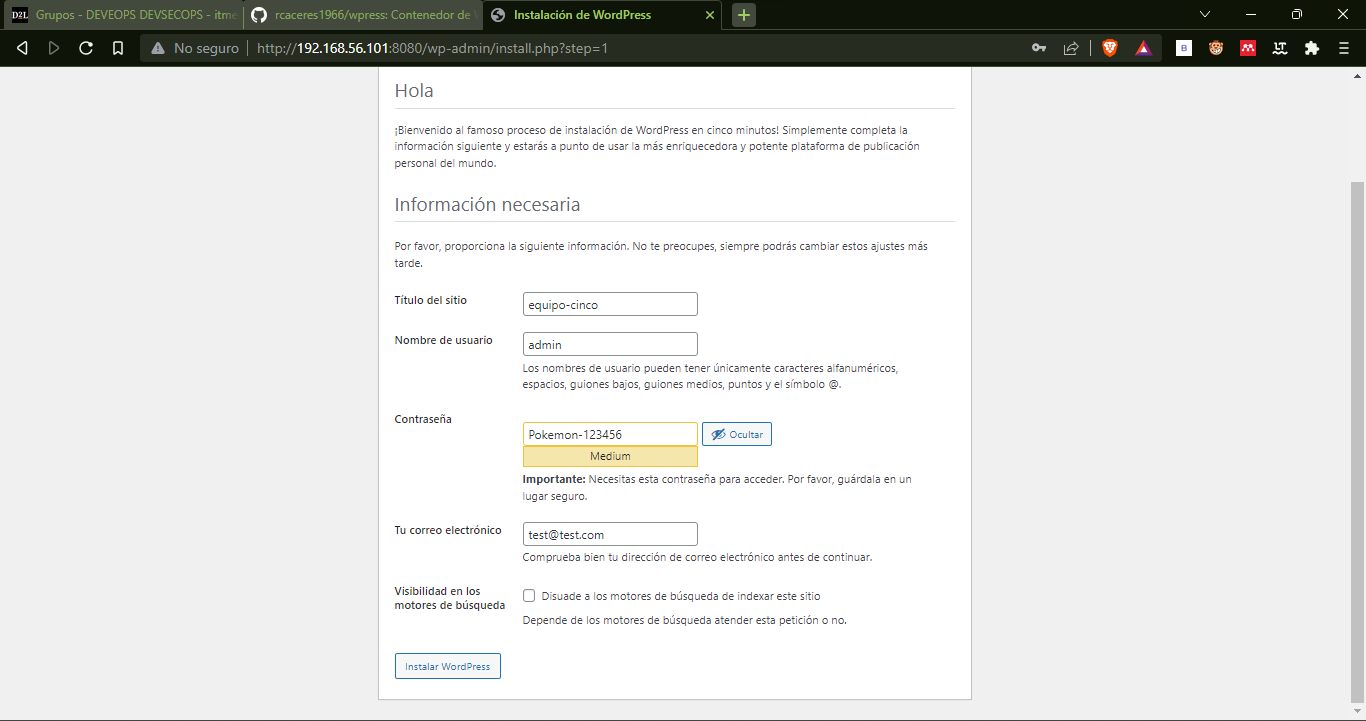 D2L Grupos - DEVEOPS DEVSECOPS - itme
rcaceres1966/wpress: Contenedor de
Instalación de WordPress
No seguro http://192.168.56.101:8080/wp-admin/install.php?step=1
Hola
¡Bienvenido al famoso proceso de instalación de WordPress en cinco minutos! Simplemente completa la
información siguiente y estarás a punto de usar la más enriquecedora y potente plataforma de publicación
personal del mundo.
Información necesaria
Por favor, proporciona la siguiente información. No te preocupes, siempre podrás cambiar estos ajustes más
tarde.
Título del sitio equipo-cinco
Nombre de usuario admin
Los nombres de usuario pueden tener únicamente caracteres alfanuméricos,
espacios, guiones bajos, guiones medios, puntos y el símbolo @.
Contraseña
Pokemon-123456 Ocultar
Medium
Importante: Necesitas esta contraseña para acceder. Por favor, guárdala en un
lugar seguro.
Tu correo electrónico test@test.com
Comprueba bien tu dirección de correo electrónico antes de continuar.
Visibilidad en los
motores de búsqueda
Disuade a los motores de búsqueda de indexar este sitio
Depende de los motores de búsqueda atender esta petición o no.
Instalar WordPress